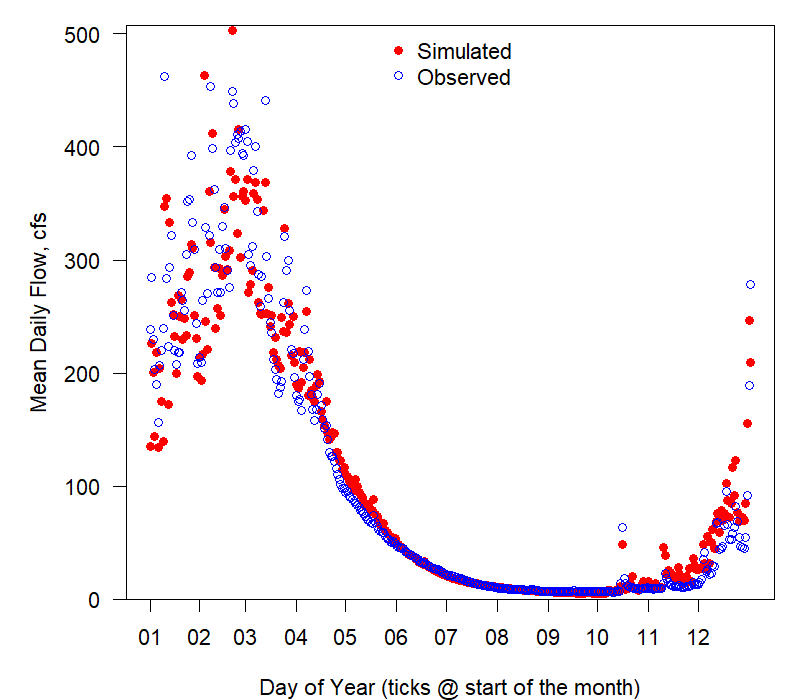 500
400
300
200
100
0
Mean Daily Flow, cfs
Simulated
Observed
01 02 03 04 05 06 07 08 09 10 11 12
Day of Year (ticks @ start of the month)